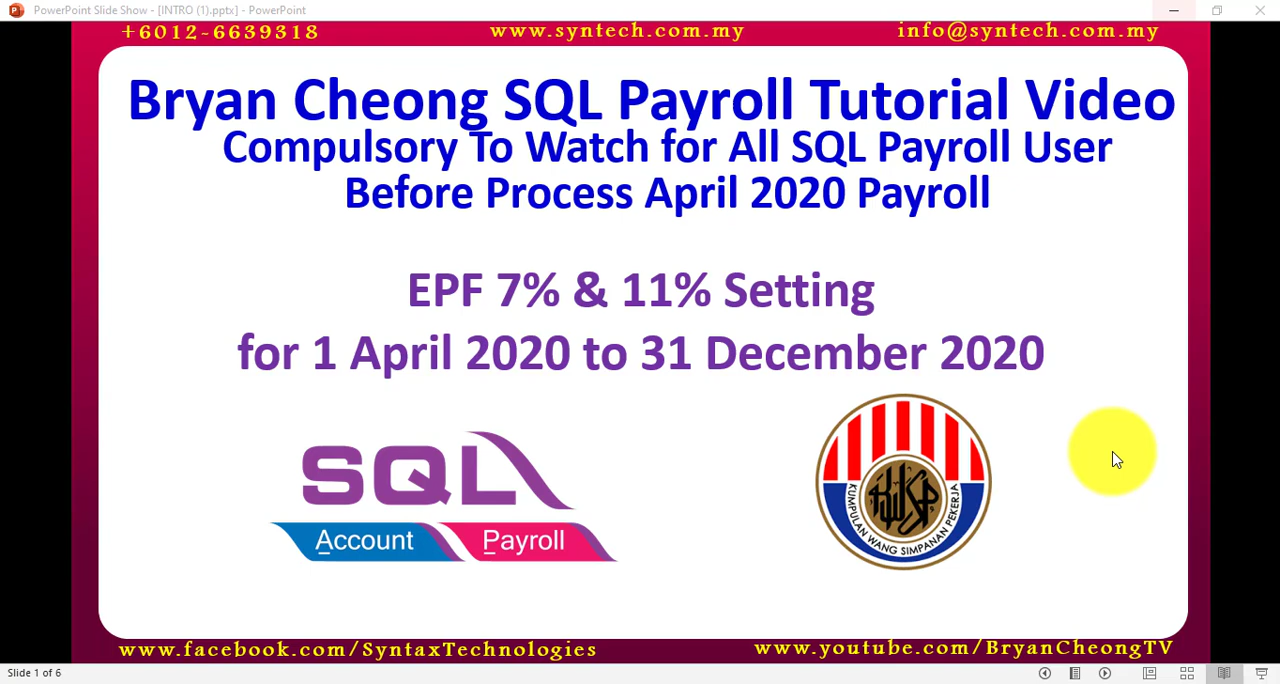 PowerPoint Slide Show - [INTRO (1).pptx] - PowerPoint
+6012-6639318
www.syntech.com.my
info@syntech.com.my
Bryan Cheong SQL Payroll Tutorial Video
Compulsory To Watch for All SQL Payroll User
Before Process April 2020 Payroll
EPF 7% & 11% Setting
for 1 April 2020 to 31 December 2020
SQL
Account
Payroll
KUMPULAN WANG SIMPANAN PEKERJA
www.facebook.com/SyntaxTechnologies
www.youtube.com/BryanCheongTV
Slide 1 of 6